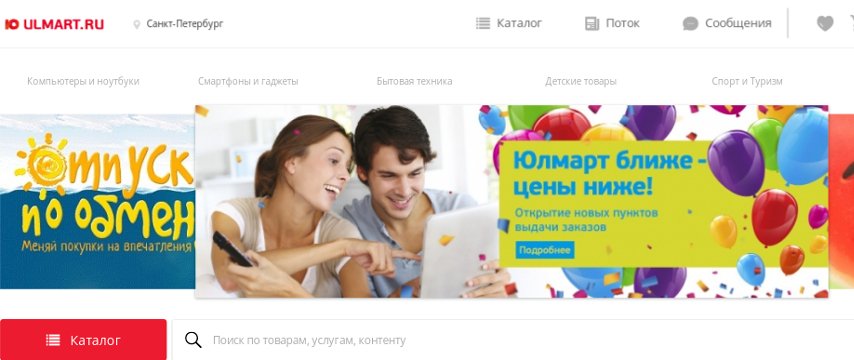 Ю ULMART.RU
Санкт-Петербург
Каталог
Поток
Сообщения
Компьютеры и ноутбуки
Смартфоны и гаджеты
Бытовая техника
Детские товары
Спорт и Туризм
Отпуск
по обмен
Меняй покупки на впечатления
Юлмарт ближе -
цены ниже!
Открытие новых пунктов
выдачи заказов
Подробнее
Каталог
Поиск по товарам, услугам, контенту